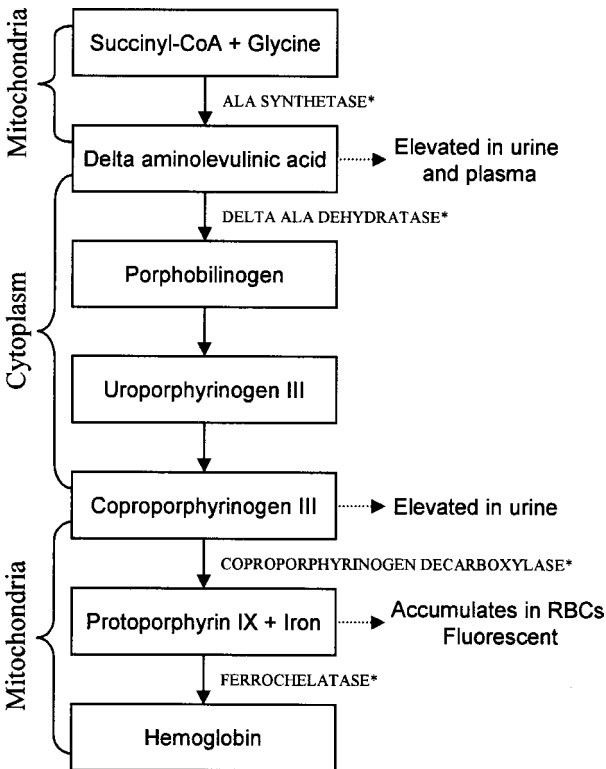 Mitochondria
Succinyl-CoA + Glycine
ALA SYNTHETASE*
Delta aminolevulinic acid
Elevated in urine
and plasma
Cytoplasm
DELTA ALA DEHYDRATASE*
Porphobilinogen
Uroporphyrinogen III
Coproporphyrinogen III
Elevated in urine
Mitochondria
COPROPORPHYRINOGEN DECARBOXYLASE*
Protoporphyrin IX + Iron
Accumulates in RBCs
Fluorescent
FERROCHELATASE*
Hemoglobin